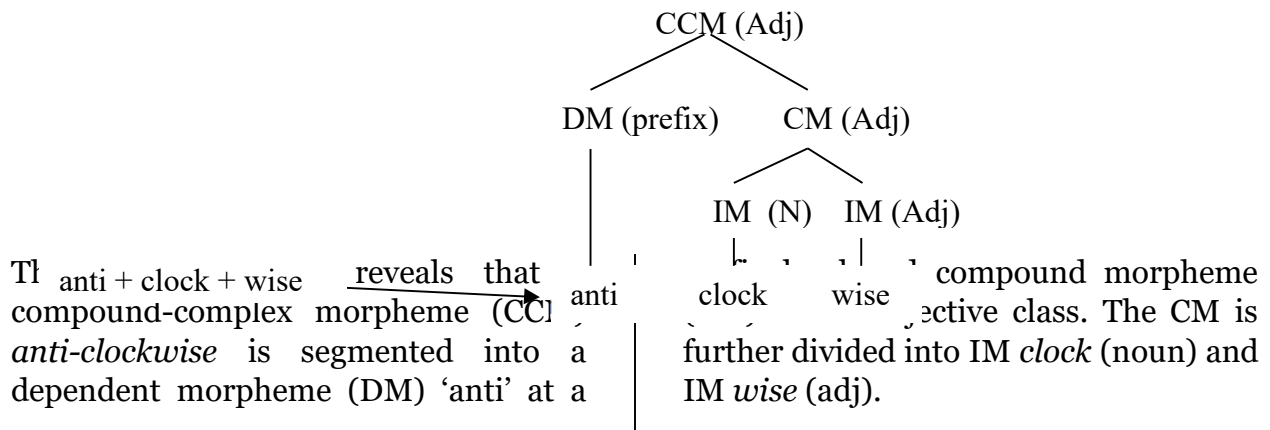 CCM (Adj)
DM (prefix) CM (Adj)
IM (N) IM (Adj)
anti + clock + wise
anti clock wise
reveals that
compound-complex morpheme
anti-clockwise is segmented into a
dependent morpheme (DM) ‘anti’ at a
compound morpheme
class. The CM is
further divided into IM clock (noun) and
IM wise (adj).